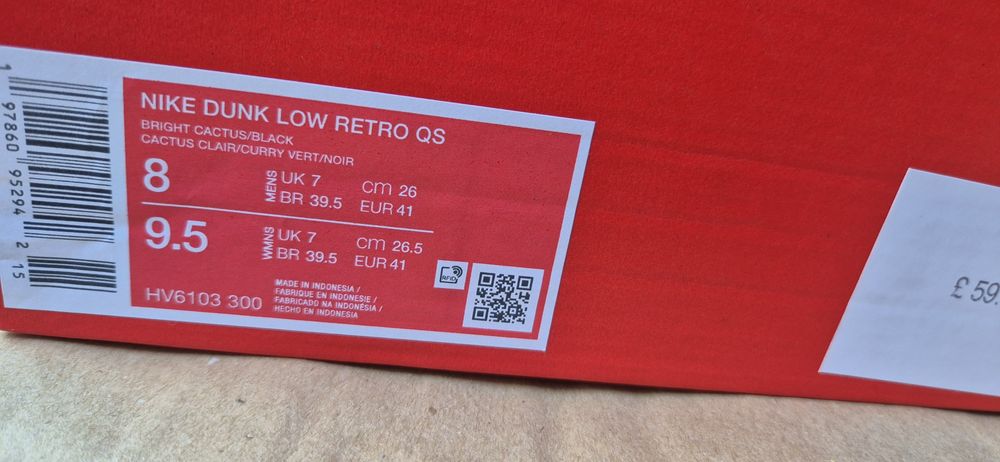 1 97860 95294 2 15
NIKE DUNK LOW RETRO QS
BRIGHT CACTUS/BLACK
CACTUS CLAIR/CURRY VERT/NOIR
8
MENS
UK 7 CM 26
BR 39.5 EUR 41
9.5
WMNS
UK 7 CM 26.5
BR 39.5 EUR 41
HV6103 300
MADE IN INDONESIA /
FABRIQUE EN INDONESIE /
FABRICADO NA INDONÉSIA /
HECHO EN INDONESIA
RFID
£ 59.